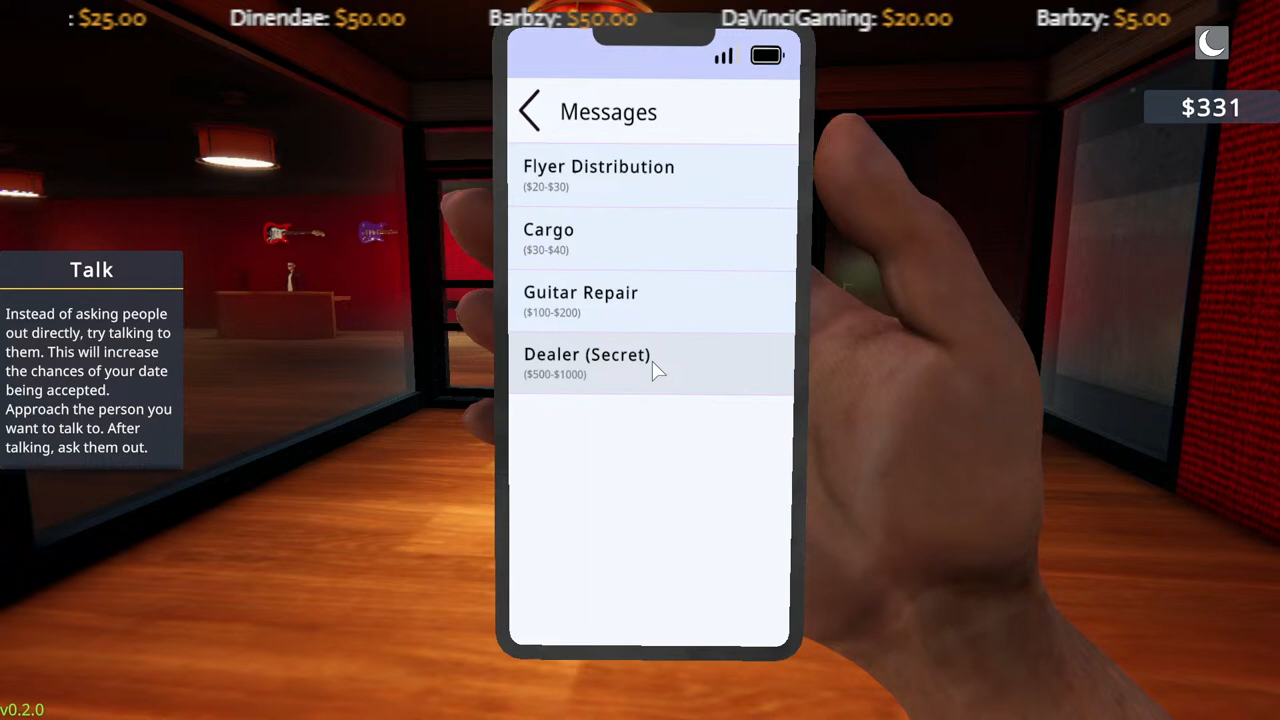 : $25.00 Dinendae: $50.00 Barbzy: $50.00 DaVinciGaming: $20.00 Barbzy: $5.00
$331
Messages
Flyer Distribution
($20-$30)
Cargo
($30-$40)
Guitar Repair
($100-$200)
Dealer (Secret)
($500-$1000)
Talk
Instead of asking people
out directly, try talking to
them. This will increase
the chances of your date
being accepted.
Approach the person you
want to talk to. After
talking, ask them out.
v0.2.0